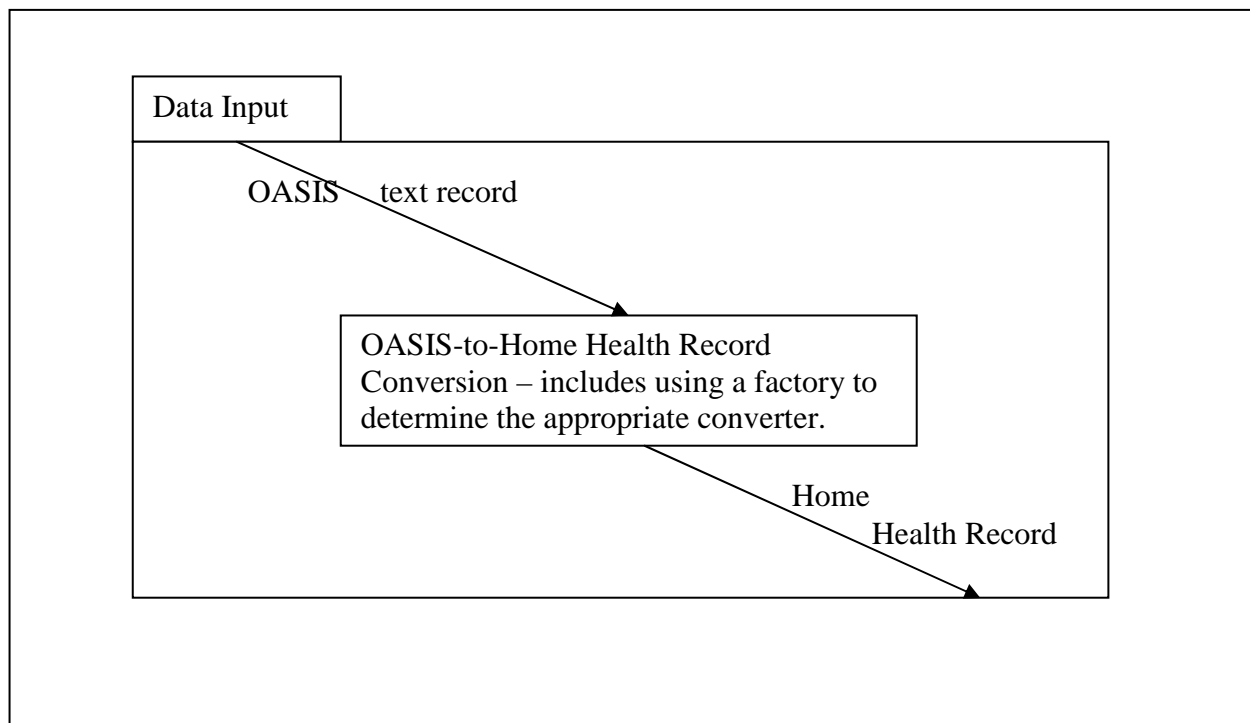 Data Input
OASIS text record
OASIS-to-Home Health Record
Conversion – includes using a factory to
determine the appropriate converter.
Home
Health Record